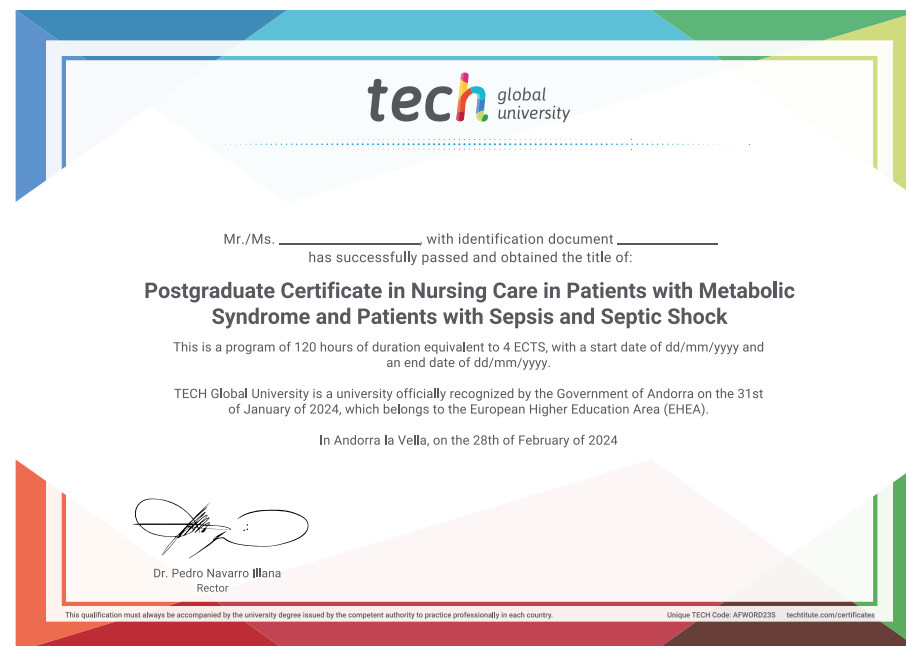 tech global university
Mr./Ms. ____________, with identification document ____________
has successfully passed and obtained the title of:
Postgraduate Certificate in Nursing Care in Patients with Metabolic
Syndrome and Patients with Sepsis and Septic Shock
This is a program of 120 hours of duration equivalent to 4 ECTS, with a start date of dd/mm/yyyy and
an end date of dd/mm/yyyy.
TECH Global University is a university officially recognized by the Government of Andorra on the 31st
of January of 2024, which belongs to the European Higher Education Area (EHEA).
In Andorra la Vella, on the 28th of February of 2024
Dr. Pedro Navarro Illana
Rector
This qualification must always be accompanied by the university degree issued by the competent authority to practice professionally in each country.
Unique TECH Code: AFWORD23S techtitute.com/certificates